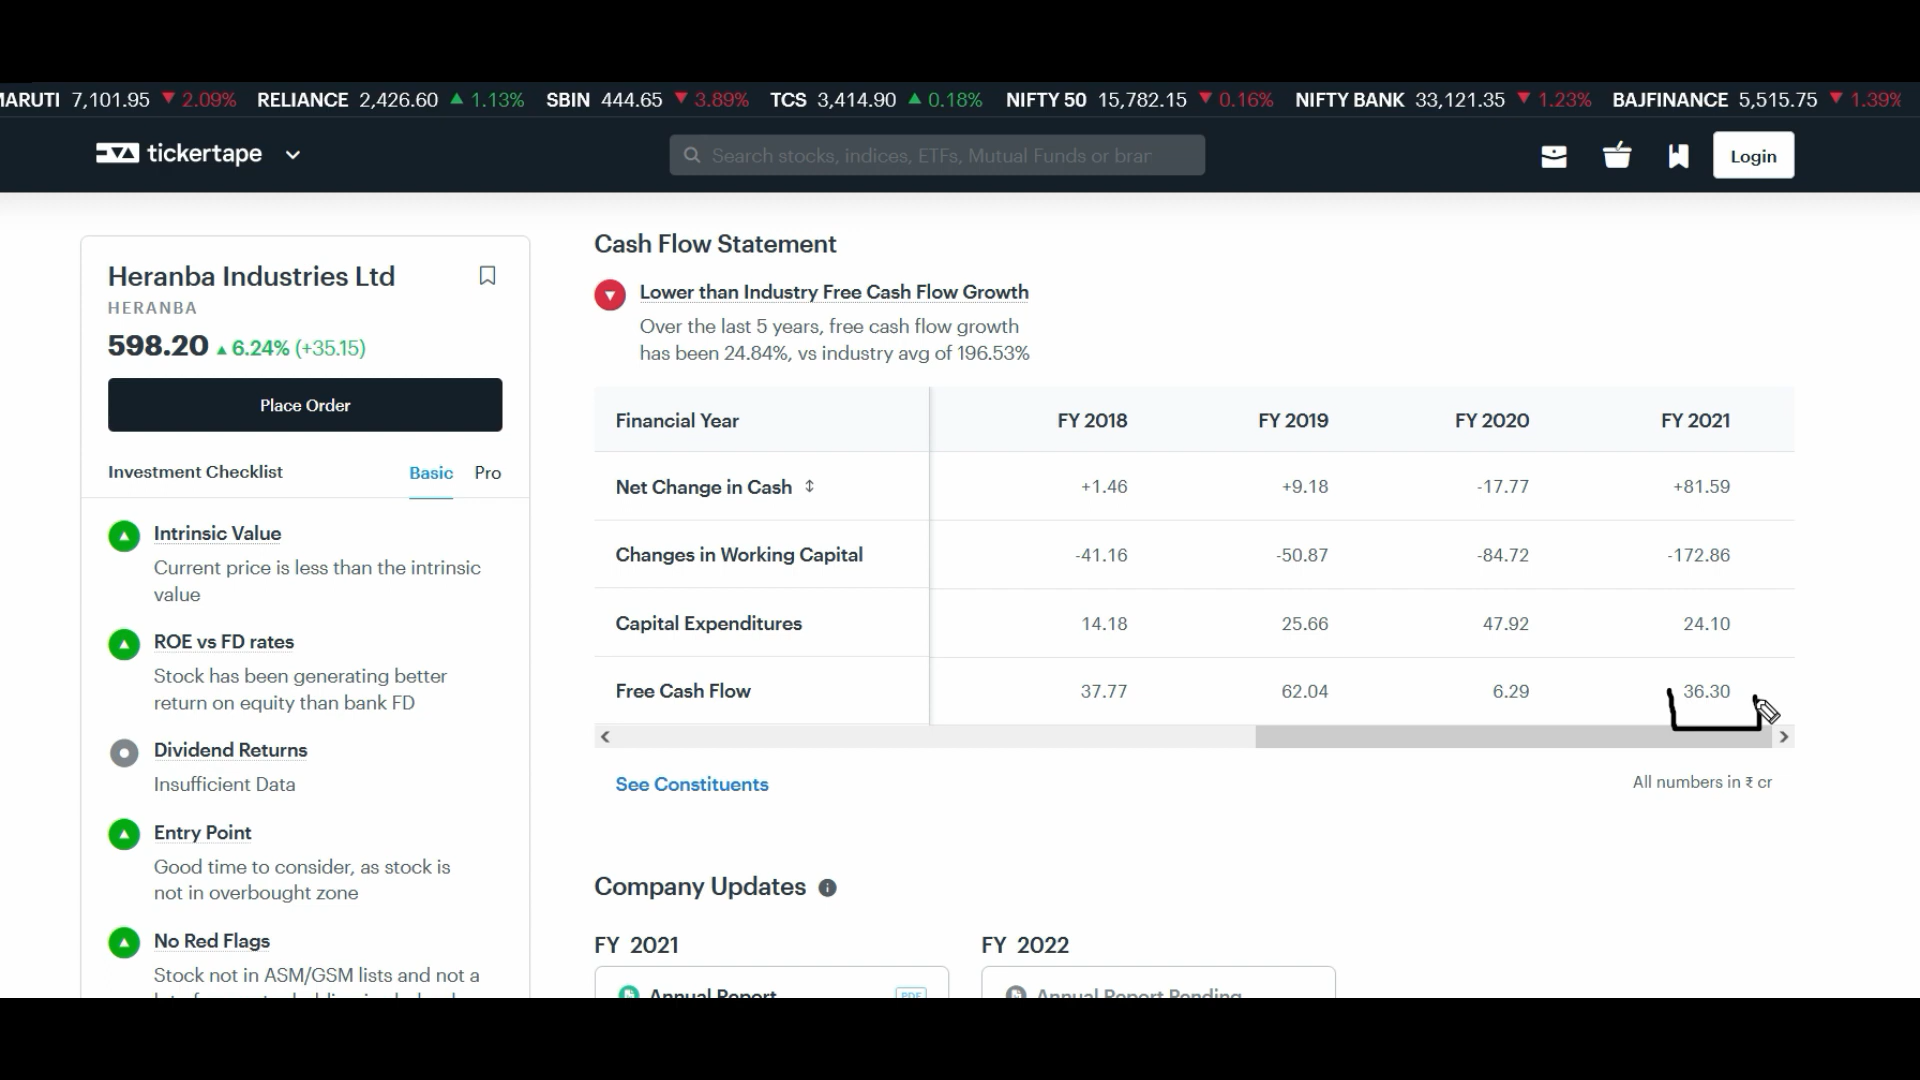 MARUTI 7,101.95 ▼ 2.09% RELIANCE 2,426.60 ▲ 1.13% SBIN 444.65 ▼ 3.89% TCS 3,414.90 ▲ 0.18% NIFTY 50 15,782.15 ▼ 0.16% NIFTY BANK 33,121.35 ▼ 1.23% BAJFINANCE 5,515.75 ▼ 1.39%
tickertape
Search stocks, indices, ETFs, Mutual Funds or brar
Login
Heranba Industries Ltd
HERANBA
598.20 ▲ 6.24% (+35.15)
Place Order
Investment Checklist Basic Pro
Intrinsic Value
Current price is less than the intrinsic
value
ROE vs FD rates
Stock has been generating better
return on equity than bank FD
Dividend Returns
Insufficient Data
Entry Point
Good time to consider, as stock is
not in overbought zone
No Red Flags
Stock not in ASM/GSM lists and not a
Cash Flow Statement
Lower than Industry Free Cash Flow Growth
Over the last 5 years, free cash flow growth
has been 24.84%, vs industry avg of 196.53%
Financial Year FY 2018 FY 2019 FY 2020 FY 2021
Net Change in Cash +1.46 +9.18 -17.77 +81.59
Changes in Working Capital -41.16 -50.87 -84.72 -172.86
Capital Expenditures 14.18 25.66 47.92 24.10
Free Cash Flow 37.77 62.04 6.29 36.30
See Constituents
All numbers in ₹ cr
Company Updates
FY 2021 FY 2022
Annual Report PDF Annual Report Pending